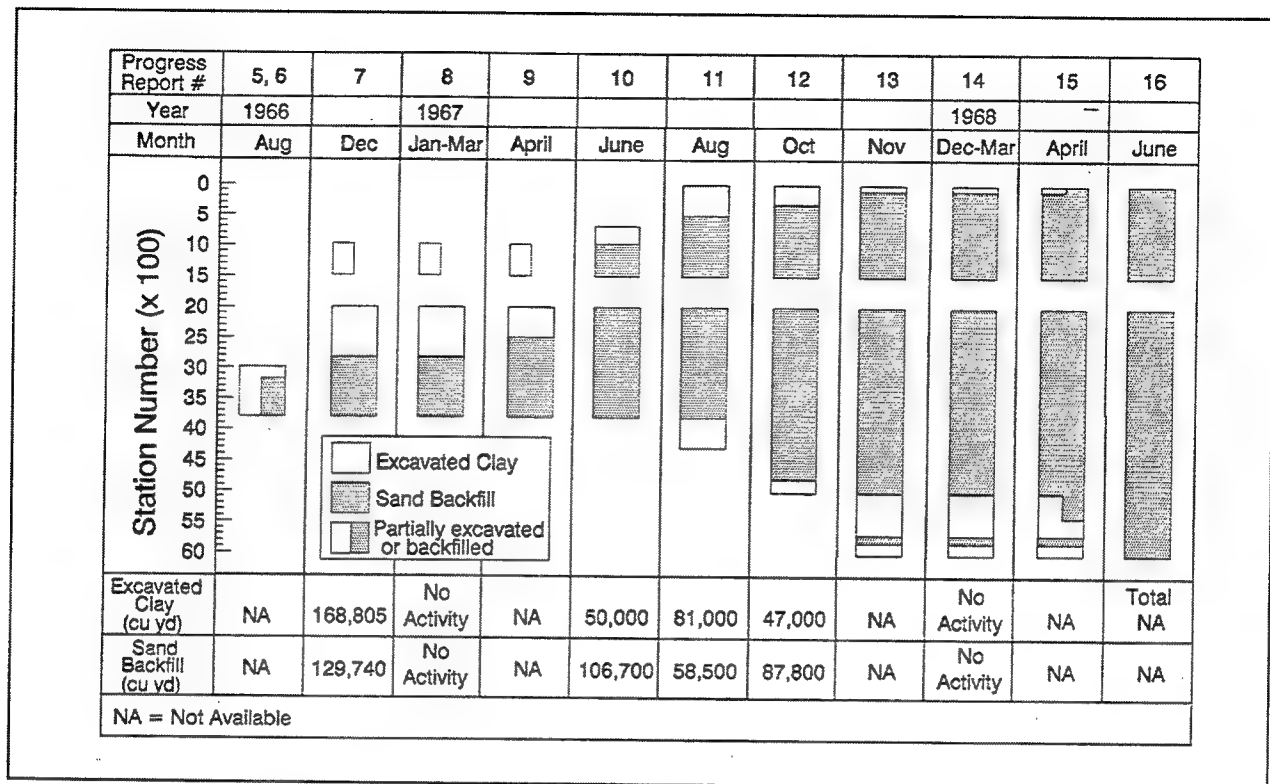 Progress Report # 5, 6 7 8 9 10 11 12 13 14 15 16
Year 1966 1967 1968
Month Aug Dec Jan-Mar April June Aug Oct Nov Dec-Mar April June
Station Number (x 100)
0
5
10
15
20
25
30
35
40
45
50
55
60
Excavated Clay
Sand Backfill
Partially excavated
or backfilled
Excavated Clay (cu yd) NA 168,805 No Activity NA 50,000 81,000 47,000 NA No Activity NA Total NA
Sand Backfill (cu yd) NA 129,740 No Activity NA 106,700 58,500 87,800 NA No Activity NA NA
NA = Not Available